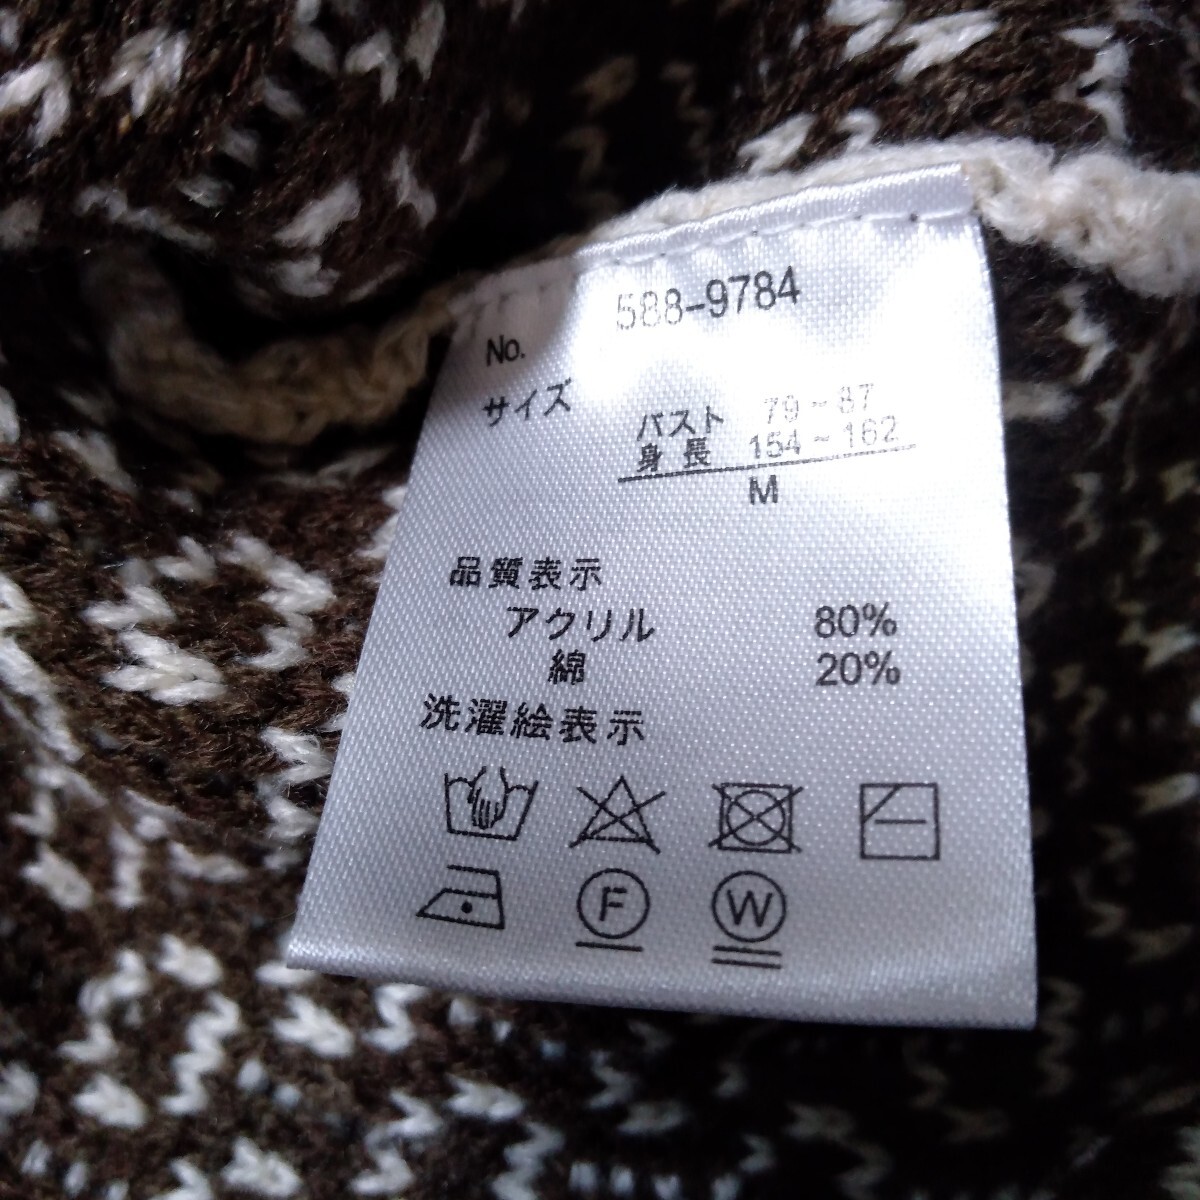 No. 588-9784
サイズ バスト 79～87
身長 154～162
M
品質表示
アクリル 80%
綿 20%
洗濯絵表示
F W